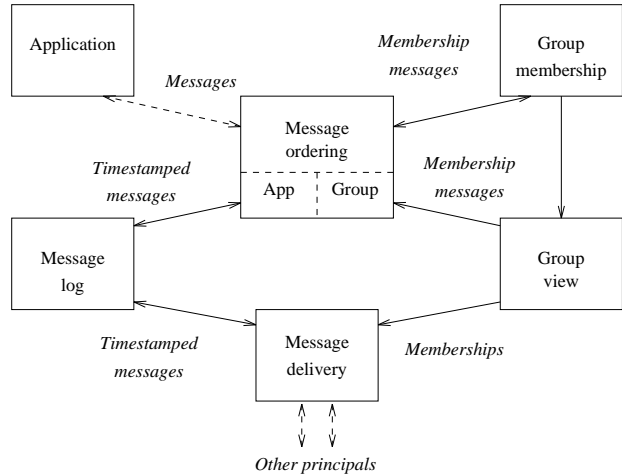 Application
Messages
Membership
messages
Group
membership
Message
ordering
App
Group
Timestamped
messages
Membership
messages
Message
log
Group
view
Timestamped
messages
Message
delivery
Memberships
Other principals